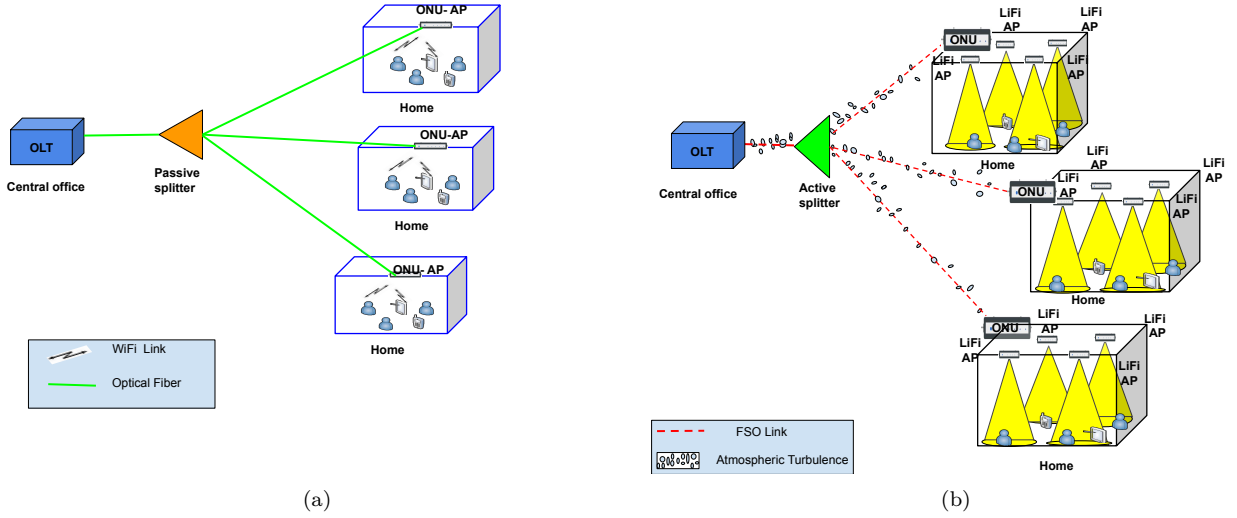 ONU- AP
Home
OLT
Central office
Passive
splitter
ONU-AP
Home
ONU- AP
Home
WiFi Link
Optical Fiber
(a)
LiFi
AP
LiFi
AP
ONU
LiFi
AP
LiFi
AP
Home
OLT
Central office
Active
splitter
LiFi
AP
LiFi
AP
ONU
LiFi
AP
LiFi
AP
Home
ONU
LiFi
AP
LiFi
AP
LiFi
AP
LiFi
AP
Home
FSO Link
Atmospheric Turbulence
(b)